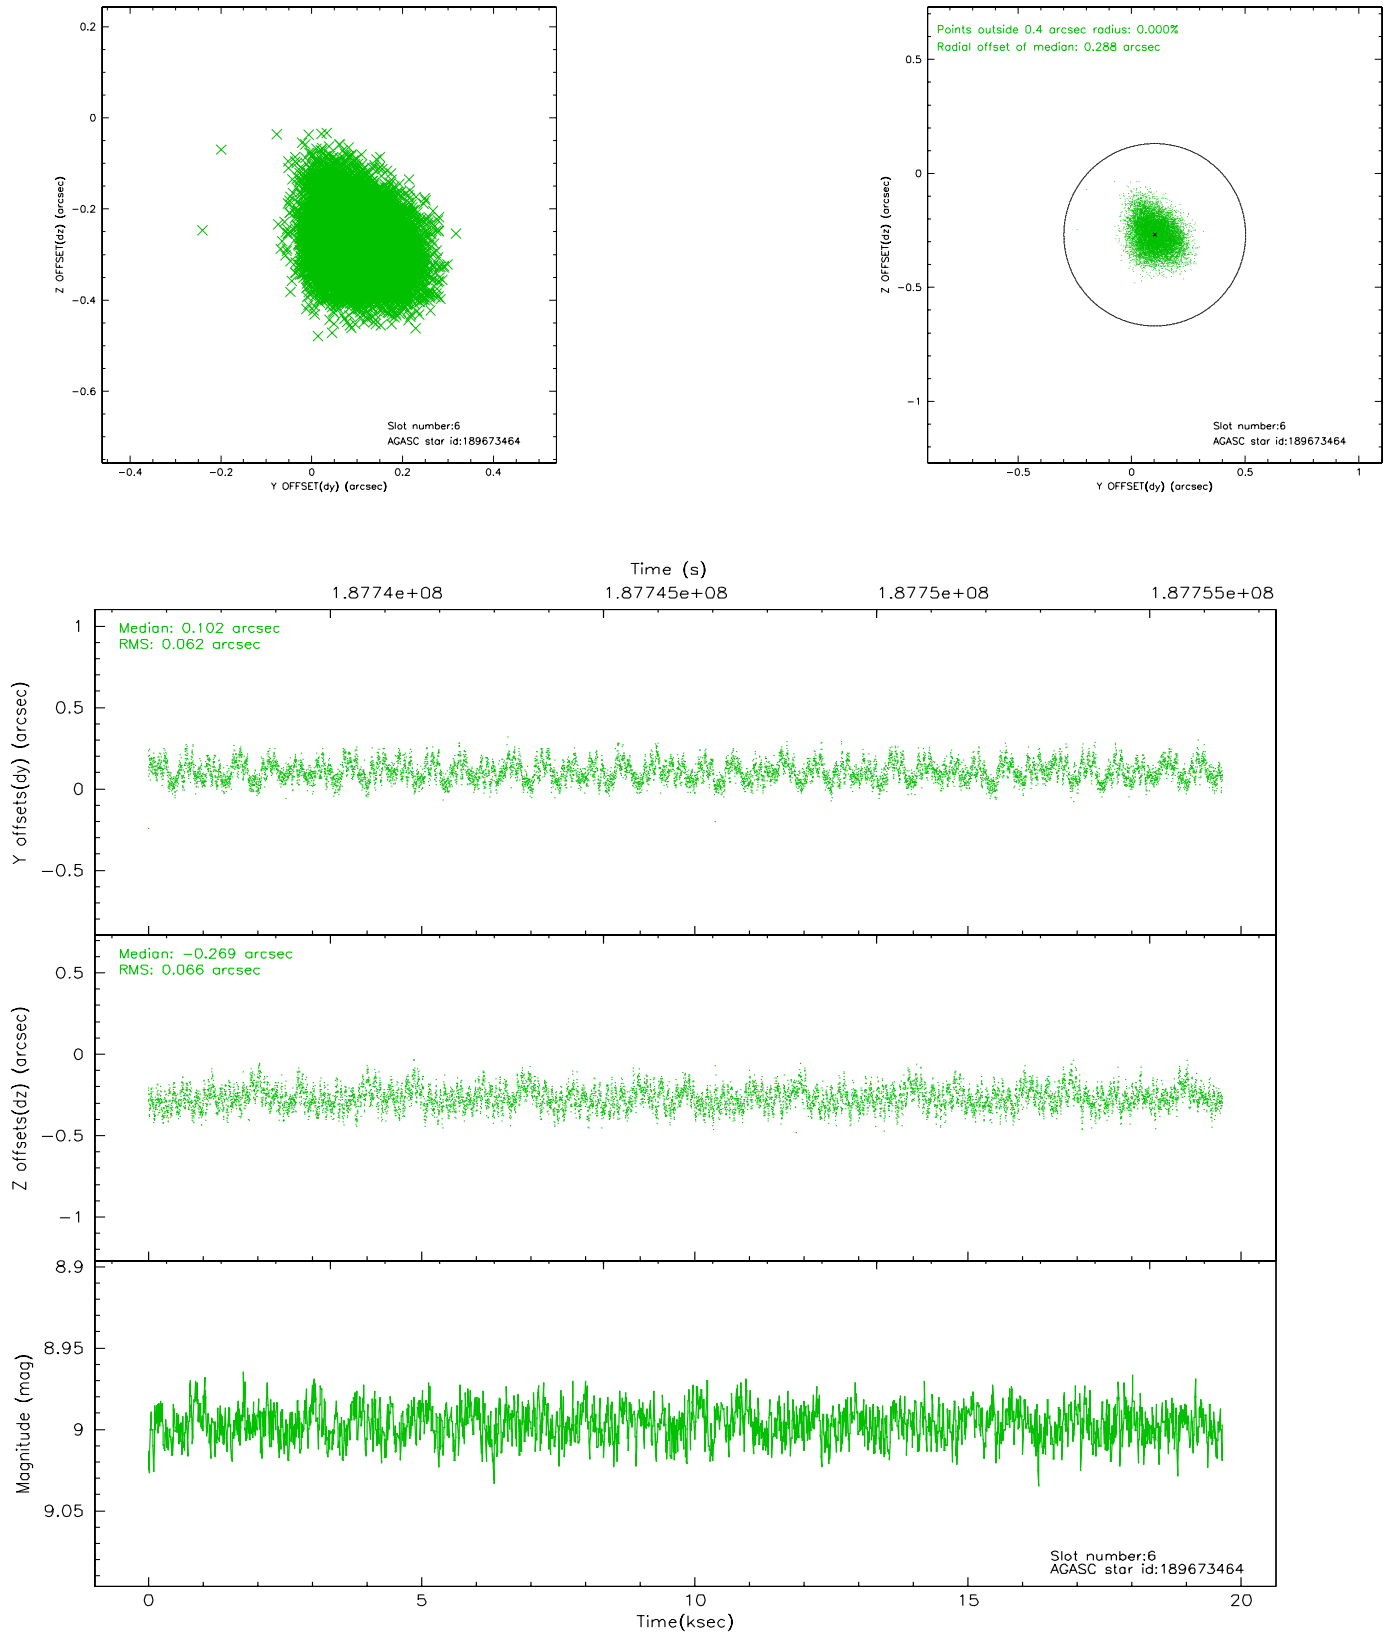 0.2
0
−0.2
−0.4
−0.6
Z OFFSET(dz) (arcsec)
Slot number:6
AGASC star id:189673464
−0.4
−0.2
0
0.2
0.4
Y OFFSET(dy) (arcsec)
Points outside 0.4 arcsec radius: 0.000%
Radial offset of median: 0.288 arcsec
0.5
0
−0.5
−1
Z OFFSET(dz) (arcsec)
Slot number:6
AGASC star id:189673464
−0.5
0
0.5
1
Y OFFSET(dy) (arcsec)
Time (s)
1.8774e+08
1.87745e+08
1.8775e+08
1.87755e+08
Median: 0.102 arcsec
RMS: 0.062 arcsec
1
0.5
0
−0.5
Y offsets(dy) (arcsec)
Median: −0.269 arcsec
RMS: 0.066 arcsec
0.5
0
−0.5
−1
Z offsets(dz) (arcsec)
8.9
8.95
9
9.05
Magnitude (mag)
Slot number:6
AGASC star id:189673464
0
5
10
15
20
Time(ksec)